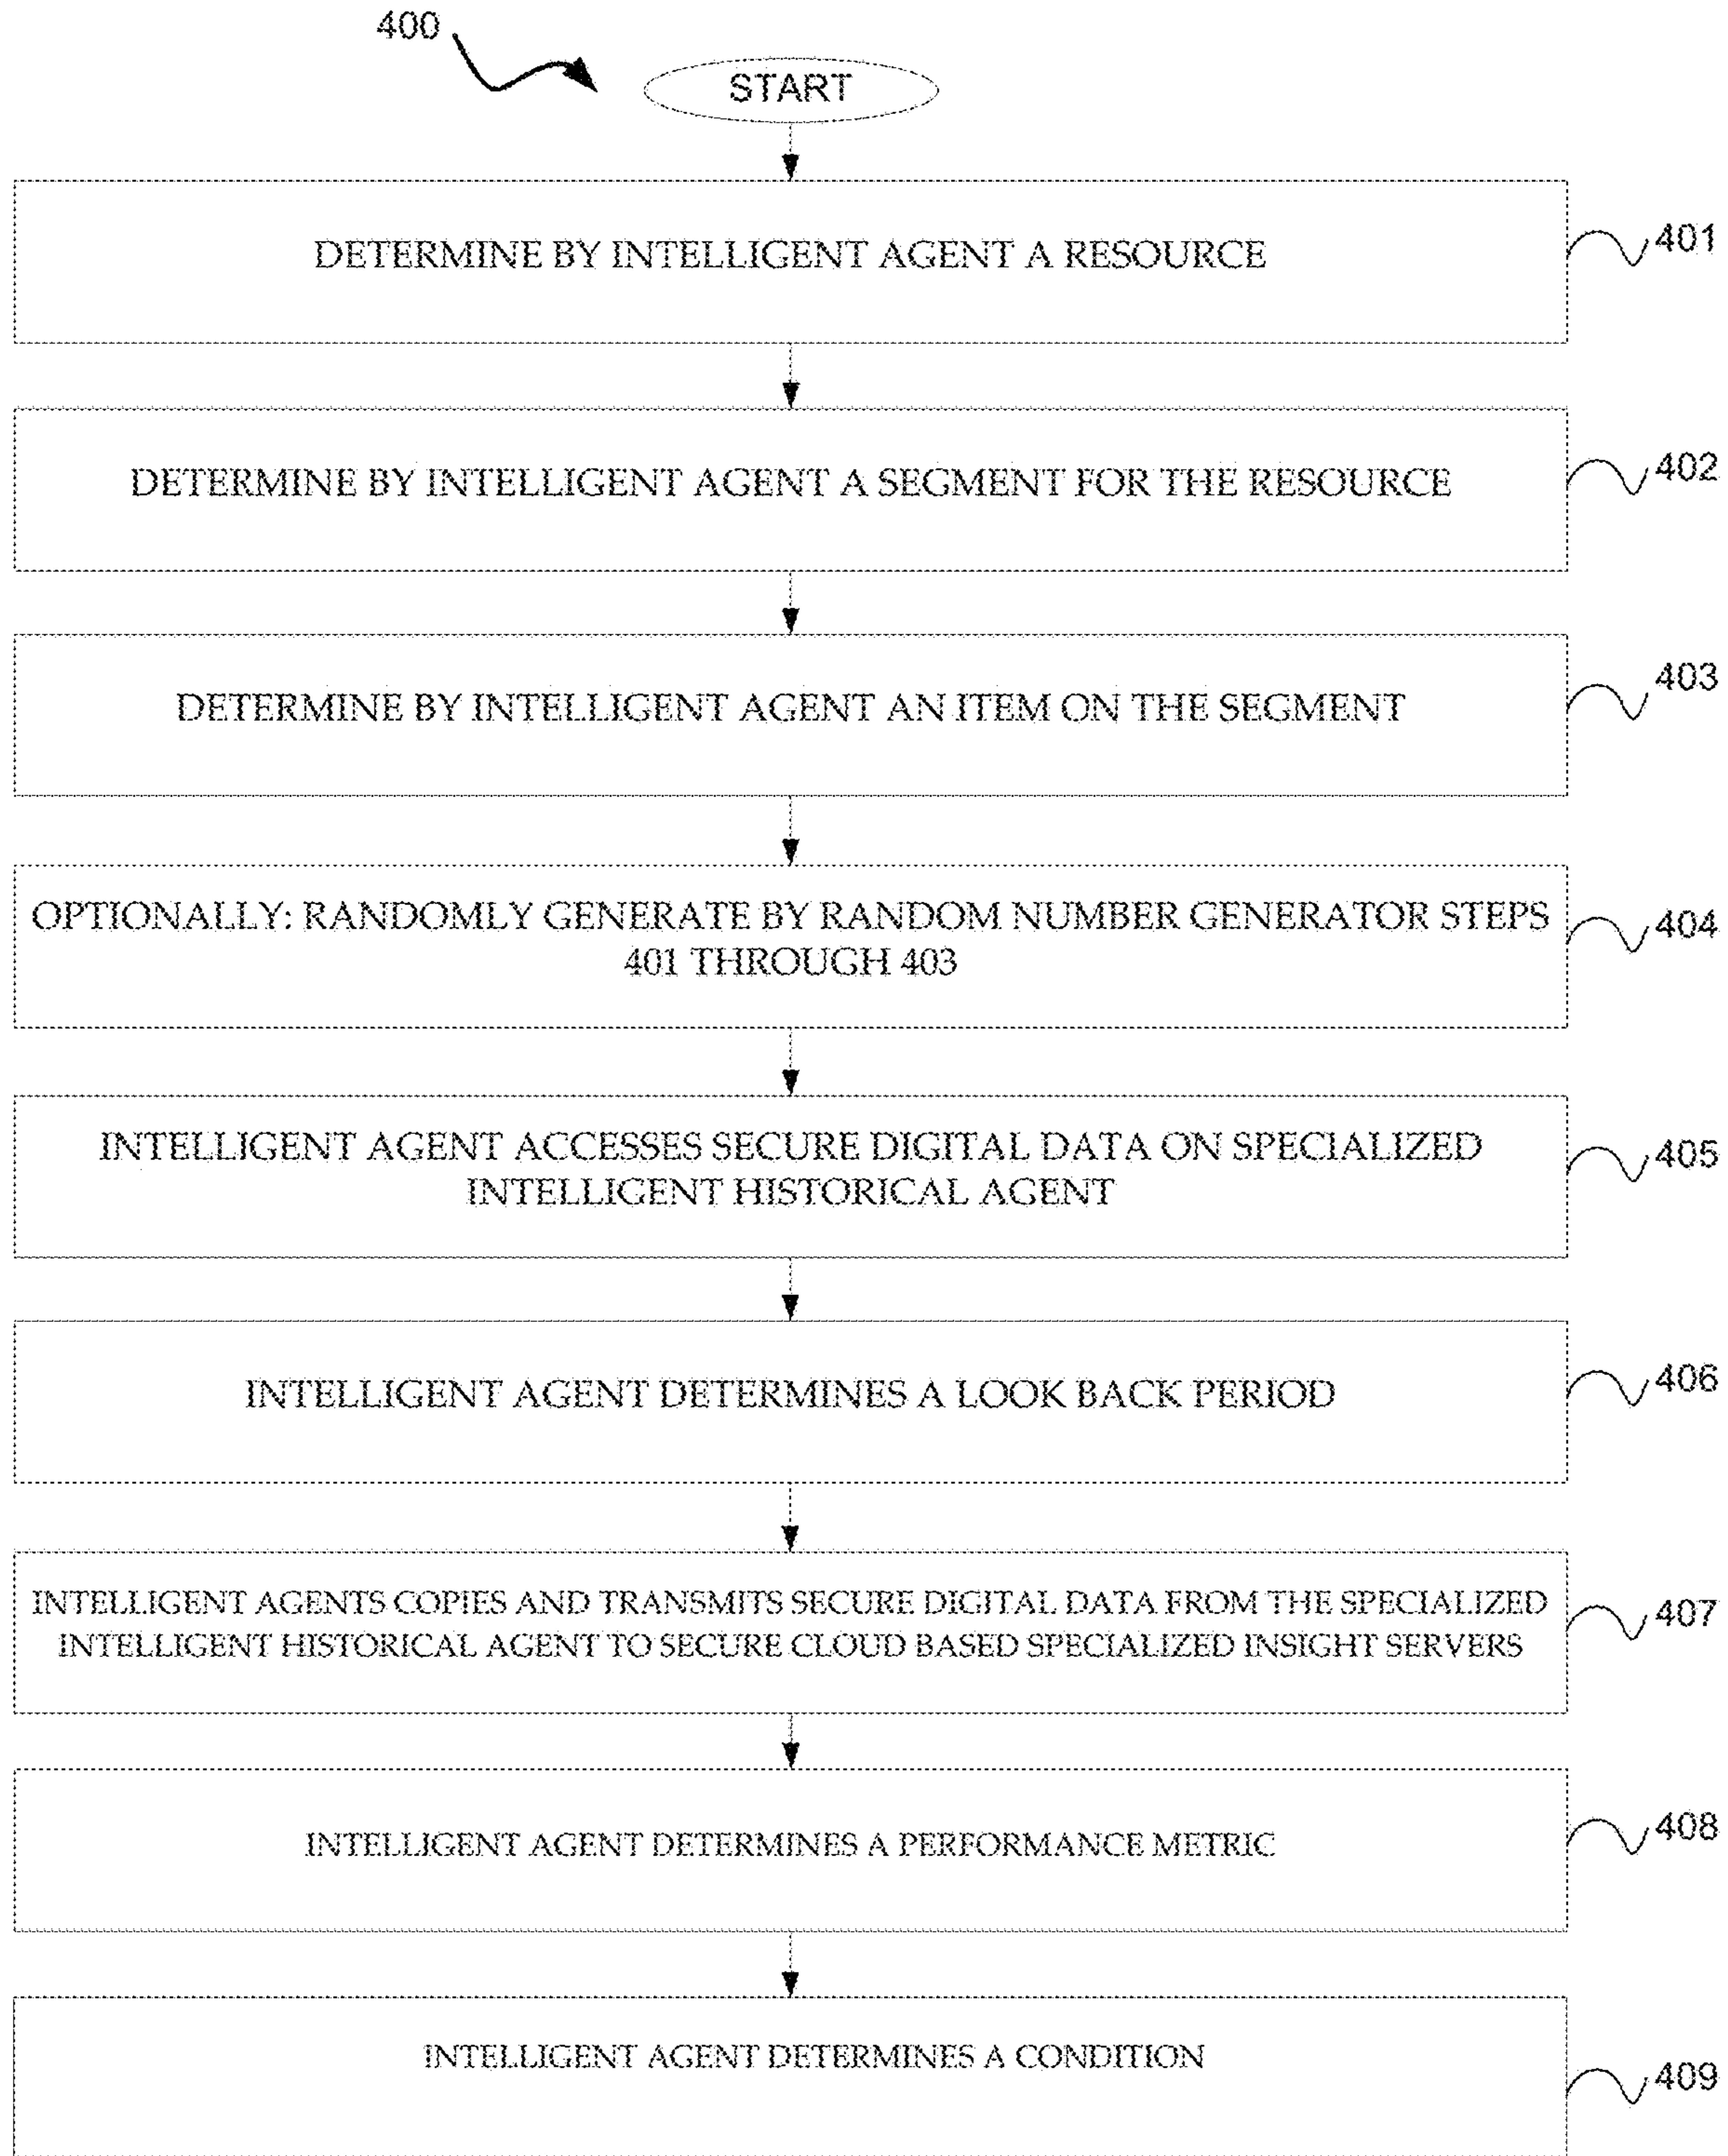 400
START
DETERMINE BY INTELLIGENT AGENT A RESOURCE
401
DETERMINE BY INTELLIGENT AGENT A SEGMENT FOR THE RESOURCE
402
DETERMINE BY INTELLIGENT AGENT AN ITEM ON THE SEGMENT
403
OPTIONALLY: RANDOMLY GENERATE BY RANDOM NUMBER GENERATOR STEPS
401 THROUGH 403
404
INTELLIGENT AGENT ACCESSES SECURE DIGITAL DATA ON SPECIALIZED
INTELLIGENT HISTORICAL AGENT
405
INTELLIGENT AGENT DETERMINES A LOOK BACK PERIOD
406
INTELLIGENT AGENTS COPIES AND TRANSMITS SECURE DIGITAL DATA FROM THE SPECIALIZED
INTELLIGENT HISTORICAL AGENT TO SECURE CLOUD BASED SPECIALIZED INSIGHT SERVERS
407
INTELLIGENT AGENT DETERMINES A PERFORMANCE METRIC
408
INTELLIGENT AGENT DETERMINES A CONDITION
409